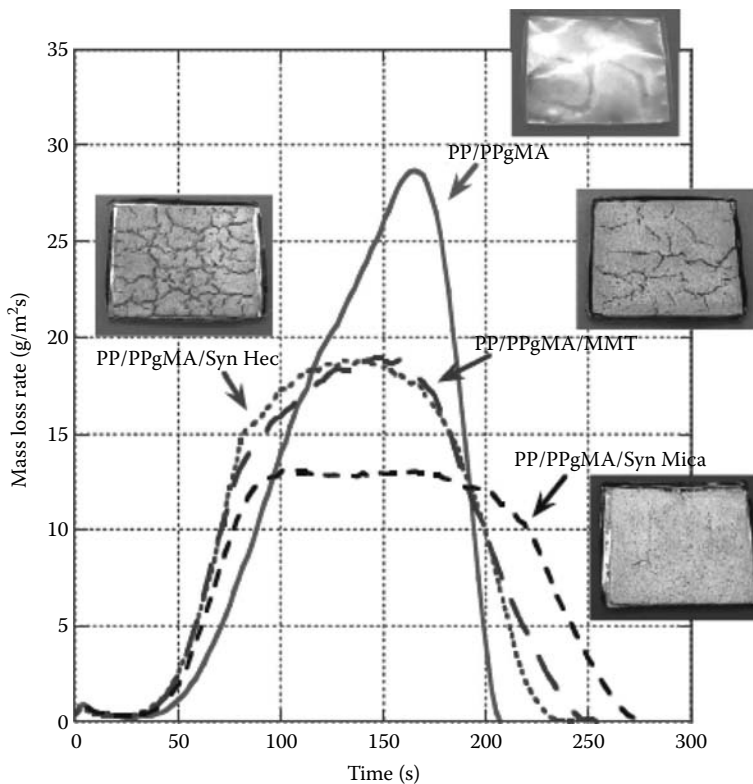 35
30
25
20
15
10
5
0
Mass loss rate (g/m²s)
PP/PPgMA
PP/PPgMA/Syn Hec
PP/PPgMA/MMT
PP/PPgMA/Syn Mica
0
50
100
150
200
250
300
Time (s)